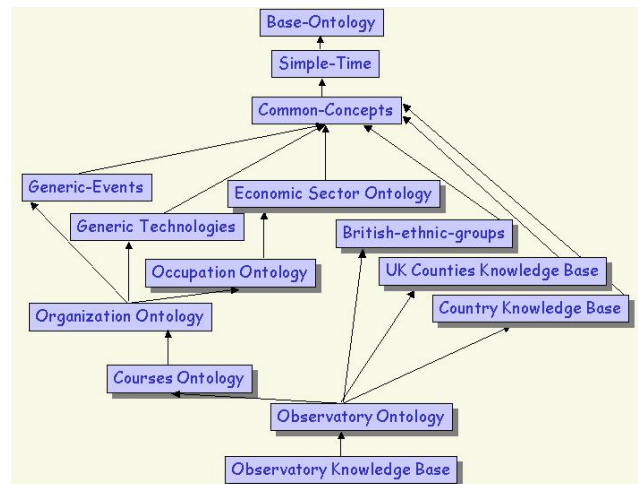 Base-Ontology
Simple-Time
Common-Concepts
Generic-Events
Economic Sector Ontology
Generic Technologies
British-ethnic-groups
Occupation Ontology
UK Counties Knowledge Base
Country Knowledge Base
Organization Ontology
Courses Ontology
Observatory Ontology
Observatory Knowledge Base